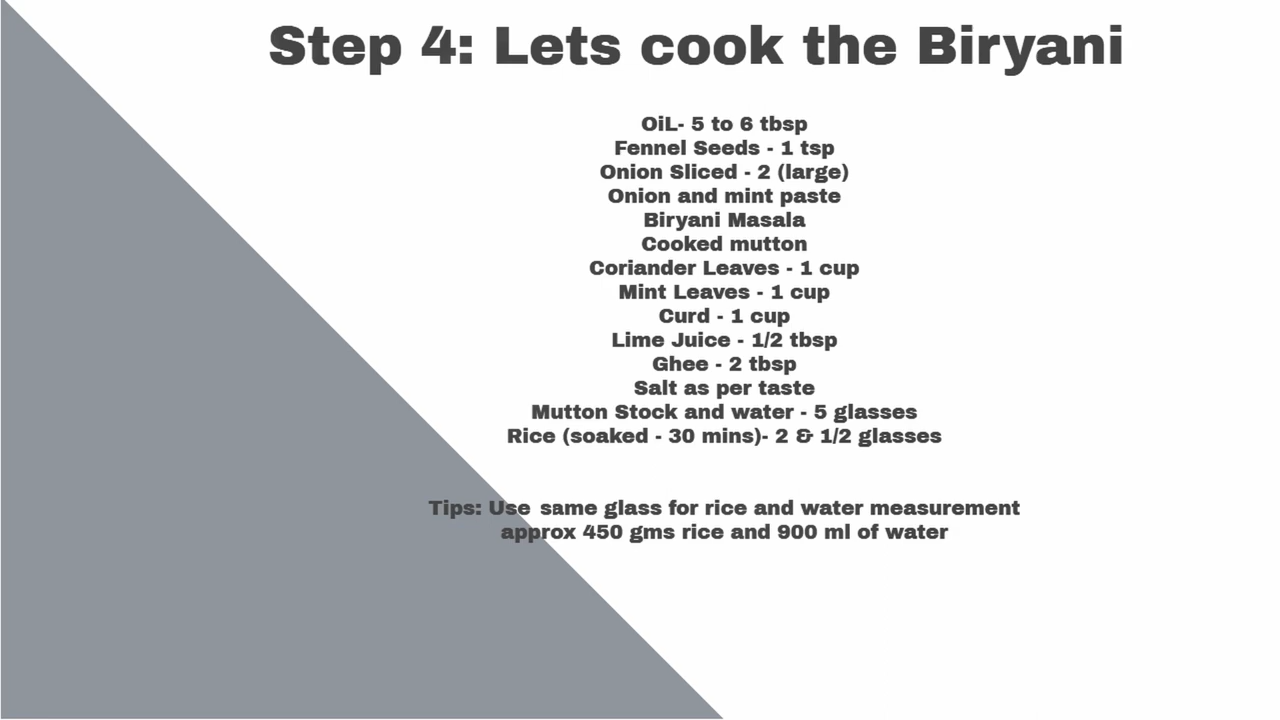 Step 4: Lets cook the Biryani
OiL- 5 to 6 tbsp
Fennel Seeds - 1 tsp
Onion Sliced - 2 (large)
Onion and mint paste
Biryani Masala
Cooked mutton
Coriander Leaves - 1 cup
Mint Leaves - 1 cup
Curd - 1 cup
Lime Juice - 1/2 tbsp
Ghee - 2 tbsp
Salt as per taste
Mutton Stock and water - 5 glasses
Rice (soaked - 30 mins)- 2 & 1/2 glasses
Tips: Use same glass for rice and water measurement
approx 450 gms rice and 900 ml of water